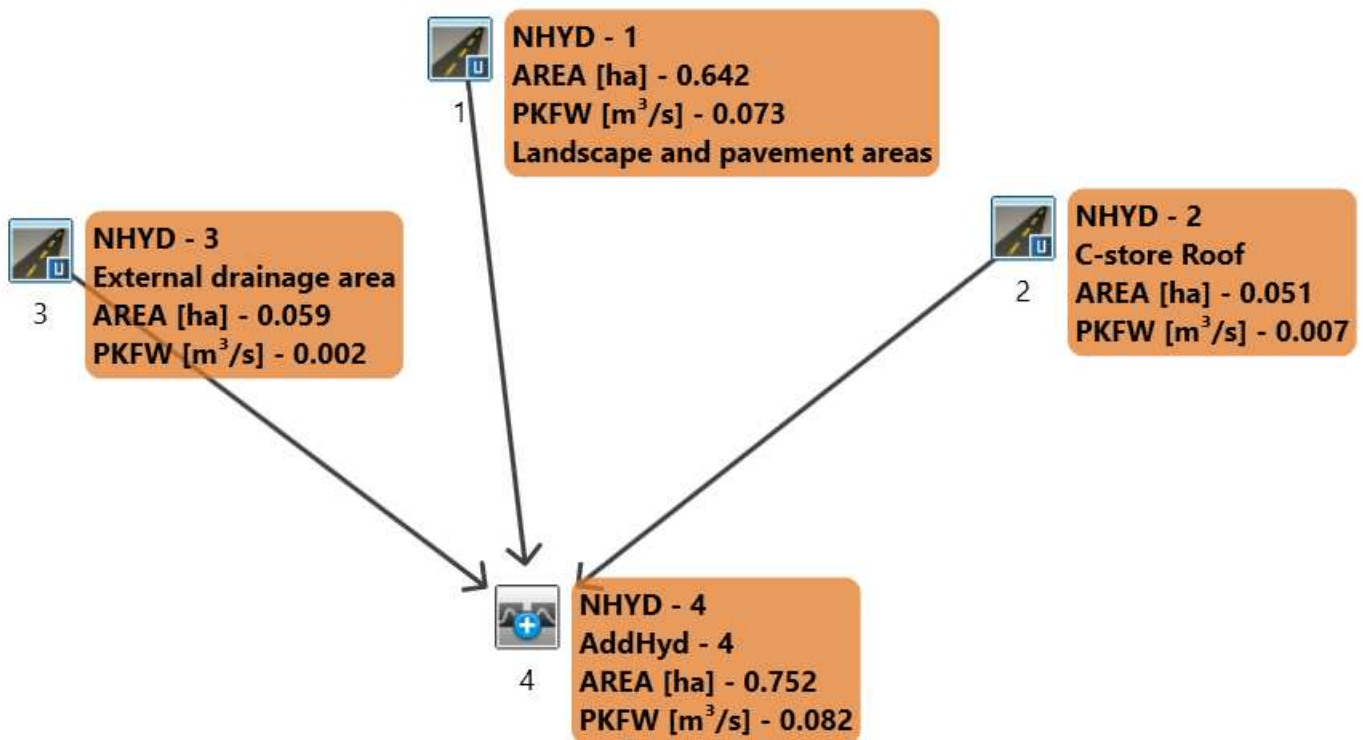 NHYD - 1
AREA [ha] - 0.642
PKFW [m³/s] - 0.073
Landscape and pavement areas
U
1
NHYD - 3
External drainage area
AREA [ha] - 0.059
PKFW [m³/s] - 0.002
U
3
NHYD - 2
C-store Roof
AREA [ha] - 0.051
PKFW [m³/s] - 0.007
U
2
NHYD - 4
AddHyd - 4
AREA [ha] - 0.752
PKFW [m³/s] - 0.082
4